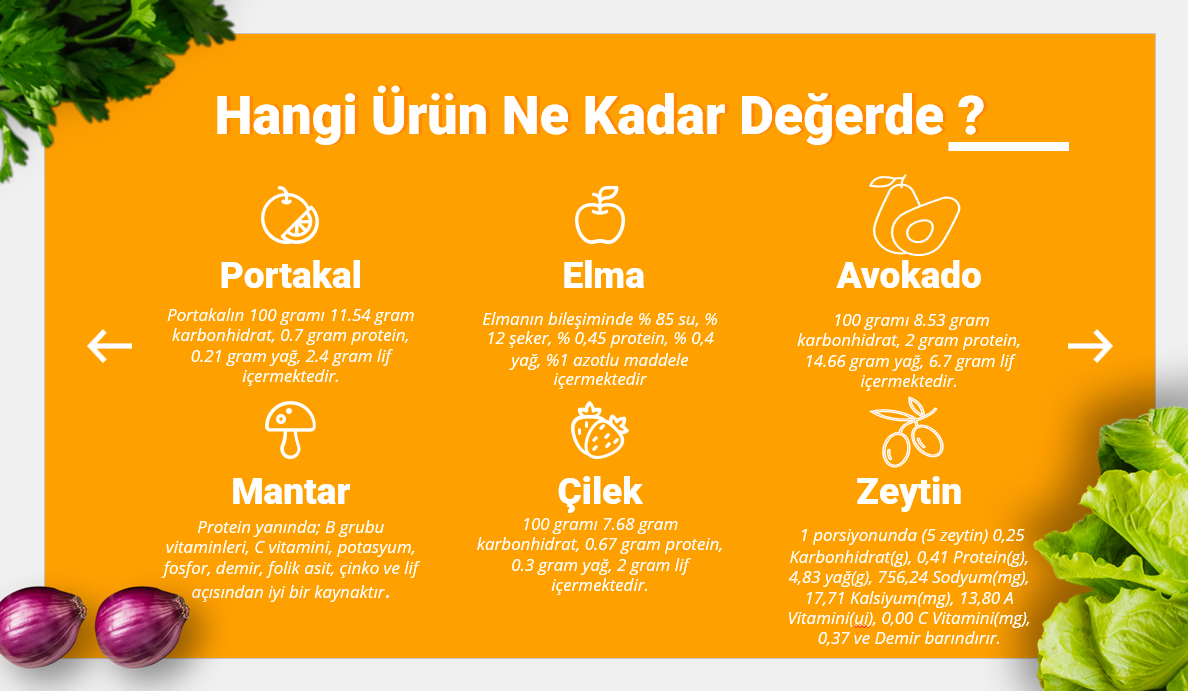 Hangi Ürün Ne Kadar Değerde ?
Portakal
Portakalın 100 gramı 11.54 gram
karbonhidrat, 0.7 gram protein,
0.21 gram yağ, 2.4 gram lif
içermektedir.
Elma
Elmanın bileşiminde % 85 su, %
12 şeker, % 0,45 protein, % 0,4
yağ, %1 azotlu maddele
içermektedir
Avokado
100 gramı 8.53 gram
karbonhidrat, 2 gram protein,
14.66 gram yağ, 6.7 gram lif
içermektedir.
Mantar
Protein yanında; B grubu
vitaminleri, C vitamini, potasyum,
fosfor, demir, folik asit, çinko ve lif
açısından iyi bir kaynaktır.
Çilek
100 gramı 7.68 gram
karbonhidrat, 0.67 gram protein,
0.3 gram yağ, 2 gram lif
içermektedir.
Zeytin
1 porsiyonunda (5 zeytin) 0,25
Karbonhidrat(g), 0,41 Protein(g),
4,83 yağ(g), 756,24 Sodyum(mg),
17,71 Kalsiyum(mg), 13,80 A
Vitamini(ui), 0,00 C Vitamini(mg),
0,37 ve Demir barındırır.